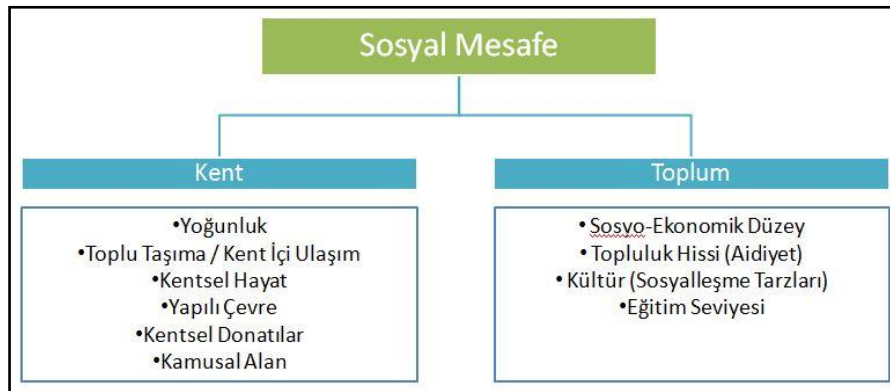 Sosyal Mesafe
Kent
•Yoğunluk
•Toplu Taşıma / Kent İçi Ulaşım
•Kentsel Hayat
•Yapılı Çevre
•Kentsel Donatılar
•Kamusal Alan
Toplum
• Sosyo-Ekonomik Düzey
• Topluluk Hissi (Aidiyet)
• Kültür (Sosyalleşme Tarzları)
•Eğitim Seviyesi